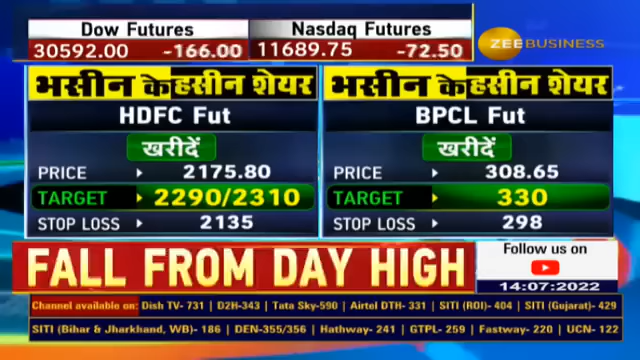 Dow Futures
30592.00 -166.00
Nasdaq Futures
11689.75 -72.50
ZEE BUSINESS
भसीन के हसीन शेयर
HDFC Fut
खरीदें
PRICE 2175.80
TARGET 2290/2310
STOP LOSS 2135
भसीन के हसीन शेयर
BPCL Fut
खरीदें
PRICE 308.65
TARGET 330
STOP LOSS 298
FALL FROM DAY HIGH
Follow us on
14:07:2022
Channel available on: Dish TV- 731 | D2H-343 | Tata Sky-590 | Airtel DTH- 331 | SITI (ROI)- 404 | SITI (Gujarat)- 429
SITI (Bihar & Jharkhand, WB)- 186 | DEN-355/356 | Hathway- 241 | GTPL- 259 | Fastway- 220 | UCN- 122